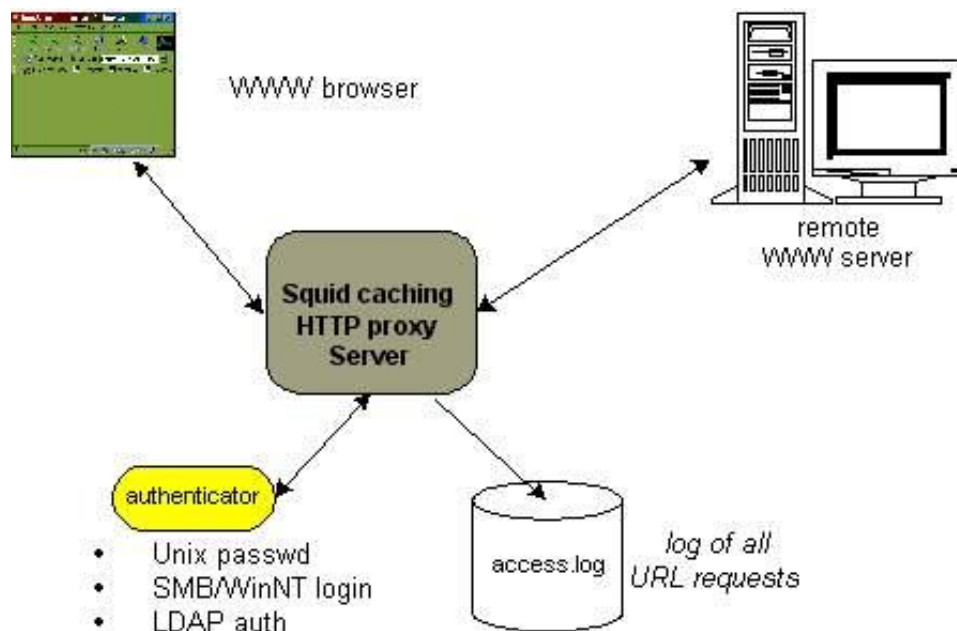 WWW browser
remote
WWW server
Squid caching
HTTP proxy
Server
authenticator
• Unix passwd
• SMB/WinNT login
• LDAP auth
access.log
log of all
URL requests